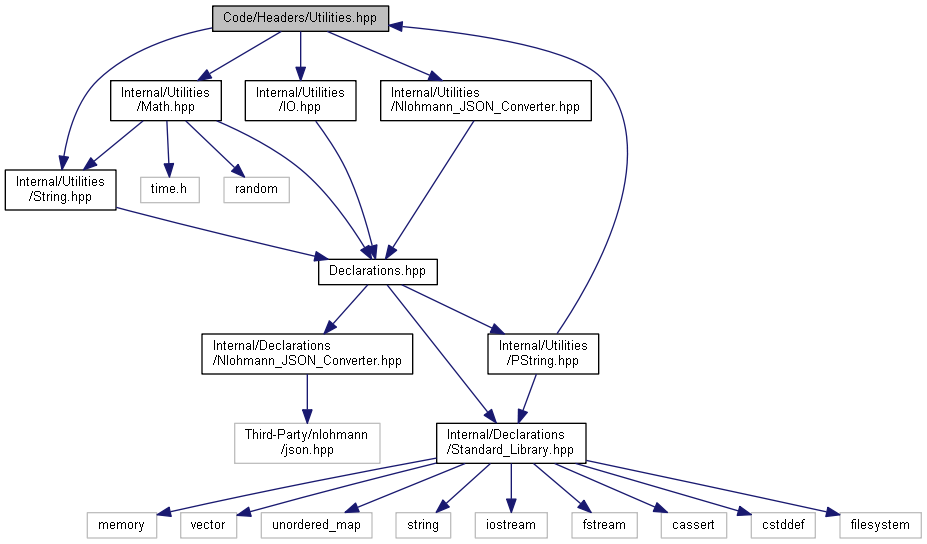 Code/Headers/Utilities.hpp
Internal/Utilities
/Math.hpp
Internal/Utilities
/IO.hpp
Internal/Utilities
/Nlohmann_JSON_Converter.hpp
Internal/Utilities
/String.hpp
time.h
random
Declarations.hpp
Internal/Declarations
/Nlohmann_JSON_Converter.hpp
Internal/Utilities
/PString.hpp
Third-Party/nlohmann
/json.hpp
Internal/Declarations
/Standard_Library.hpp
memory
vector
unordered_map
string
iostream
fstream
cassert
cstddef
filesystem